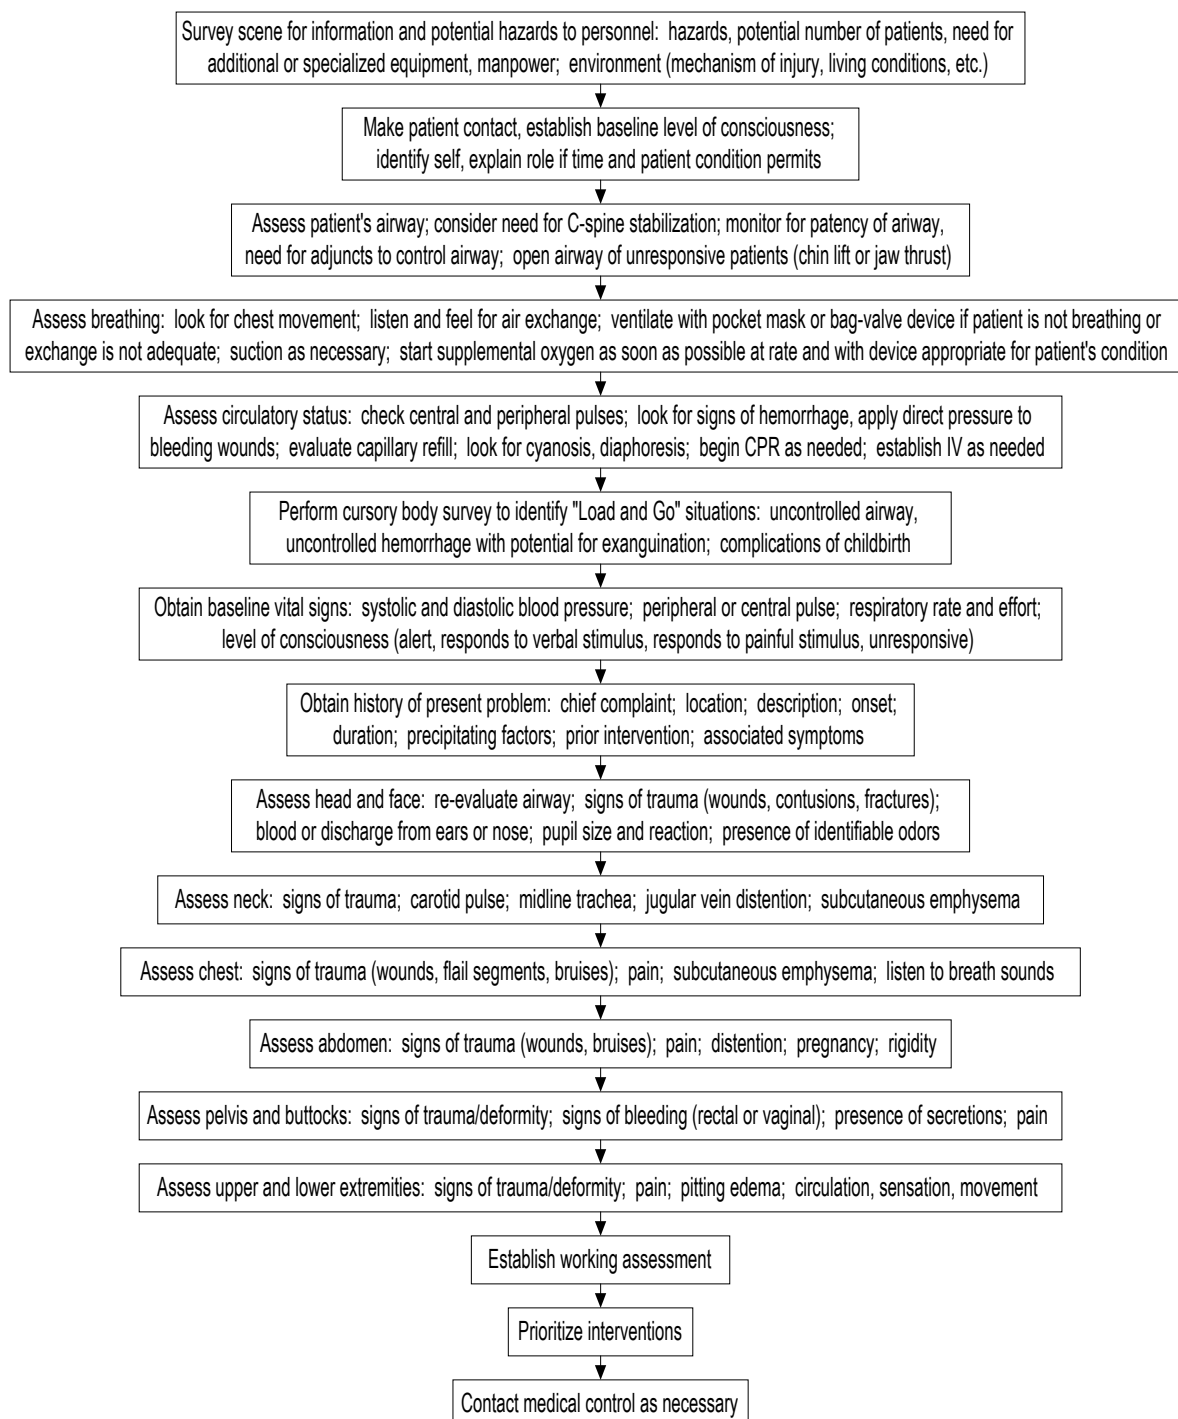 Survey scene for information and potential hazards to personnel: hazards, potential number of patients, need for
additional or specialized equipment, manpower; environment (mechanism of injury, living conditions, etc.)
Make patient contact, establish baseline level of consciousness;
identify self, explain role if time and patient condition permits
Assess patient's airway; consider need for C-spine stabilization; monitor for patency of ariway,
need for adjuncts to control airway; open airway of unresponsive patients (chin lift or jaw thrust)
Assess breathing: look for chest movement; listen and feel for air exchange; ventilate with pocket mask or bag-valve device if patient is not breathing or
exchange is not adequate; suction as necessary; start supplemental oxygen as soon as possible at rate and with device appropriate for patient's condition
Assess circulatory status: check central and peripheral pulses; look for signs of hemorrhage, apply direct pressure to
bleeding wounds; evaluate capillary refill; look for cyanosis, diaphoresis; begin CPR as needed; establish IV as needed
Perform cursory body survey to identify "Load and Go" situations: uncontrolled airway,
uncontrolled hemorrhage with potential for exanguination; complications of childbirth
Obtain baseline vital signs: systolic and diastolic blood pressure; peripheral or central pulse; respiratory rate and effort;
level of consciousness (alert, responds to verbal stimulus, responds to painful stimulus, unresponsive)
Obtain history of present problem: chief complaint; location; description; onset;
duration; precipitating factors; prior intervention; associated symptoms
Assess head and face: re-evaluate airway; signs of trauma (wounds, contusions, fractures);
blood or discharge from ears or nose; pupil size and reaction; presence of identifiable odors
Assess neck: signs of trauma; carotid pulse; midline trachea; jugular vein distention; subcutaneous emphysema
Assess chest: signs of trauma (wounds, flail segments, bruises); pain; subcutaneous emphysema; listen to breath sounds
Assess abdomen: signs of trauma (wounds, bruises); pain; distention; pregnancy; rigidity
Assess pelvis and buttocks: signs of trauma/deformity; signs of bleeding (rectal or vaginal); presence of secretions; pain
Assess upper and lower extremities: signs of trauma/deformity; pain; pitting edema; circulation, sensation, movement
Establish working assessment
Prioritize interventions
Contact medical control as necessary